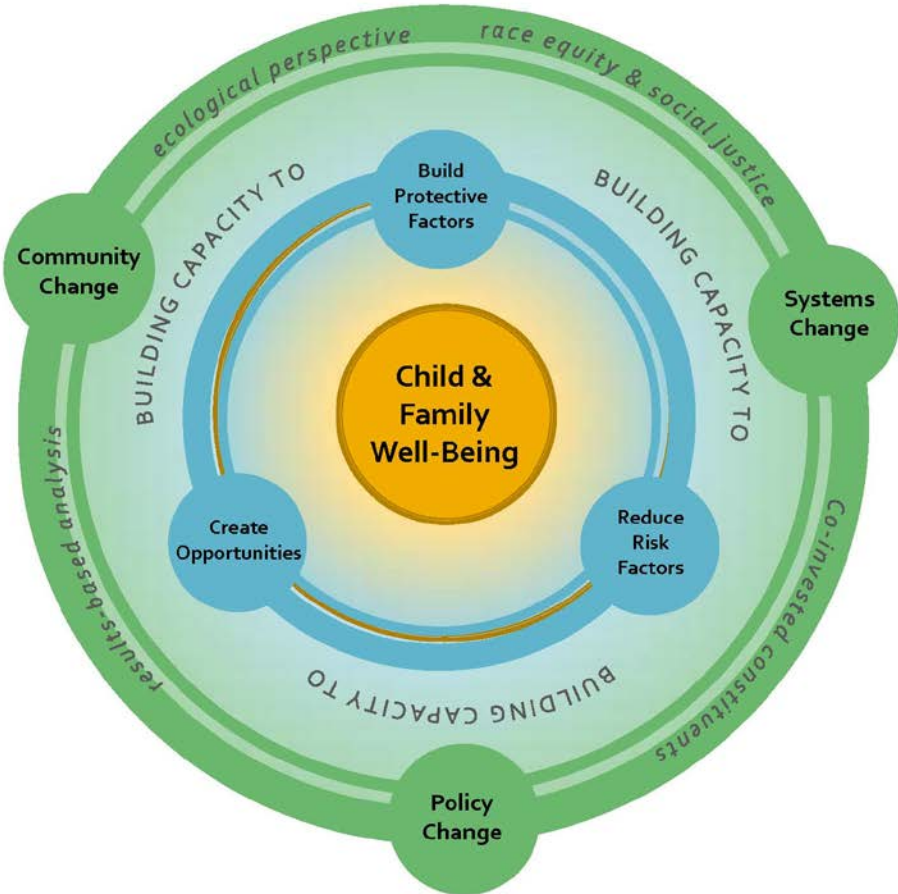 ecological perspective
race equity & social justice
Community
Change
Systems
Change
BUILDING CAPACITY TO
BUILDING CAPACITY TO
Build
Protective
Factors
Child &
Family
Well-Being
Create
Opportunities
Reduce
Risk
Factors
results-based analysis
Co-invested constituents
BUILDING CAPACITY TO
Policy
Change